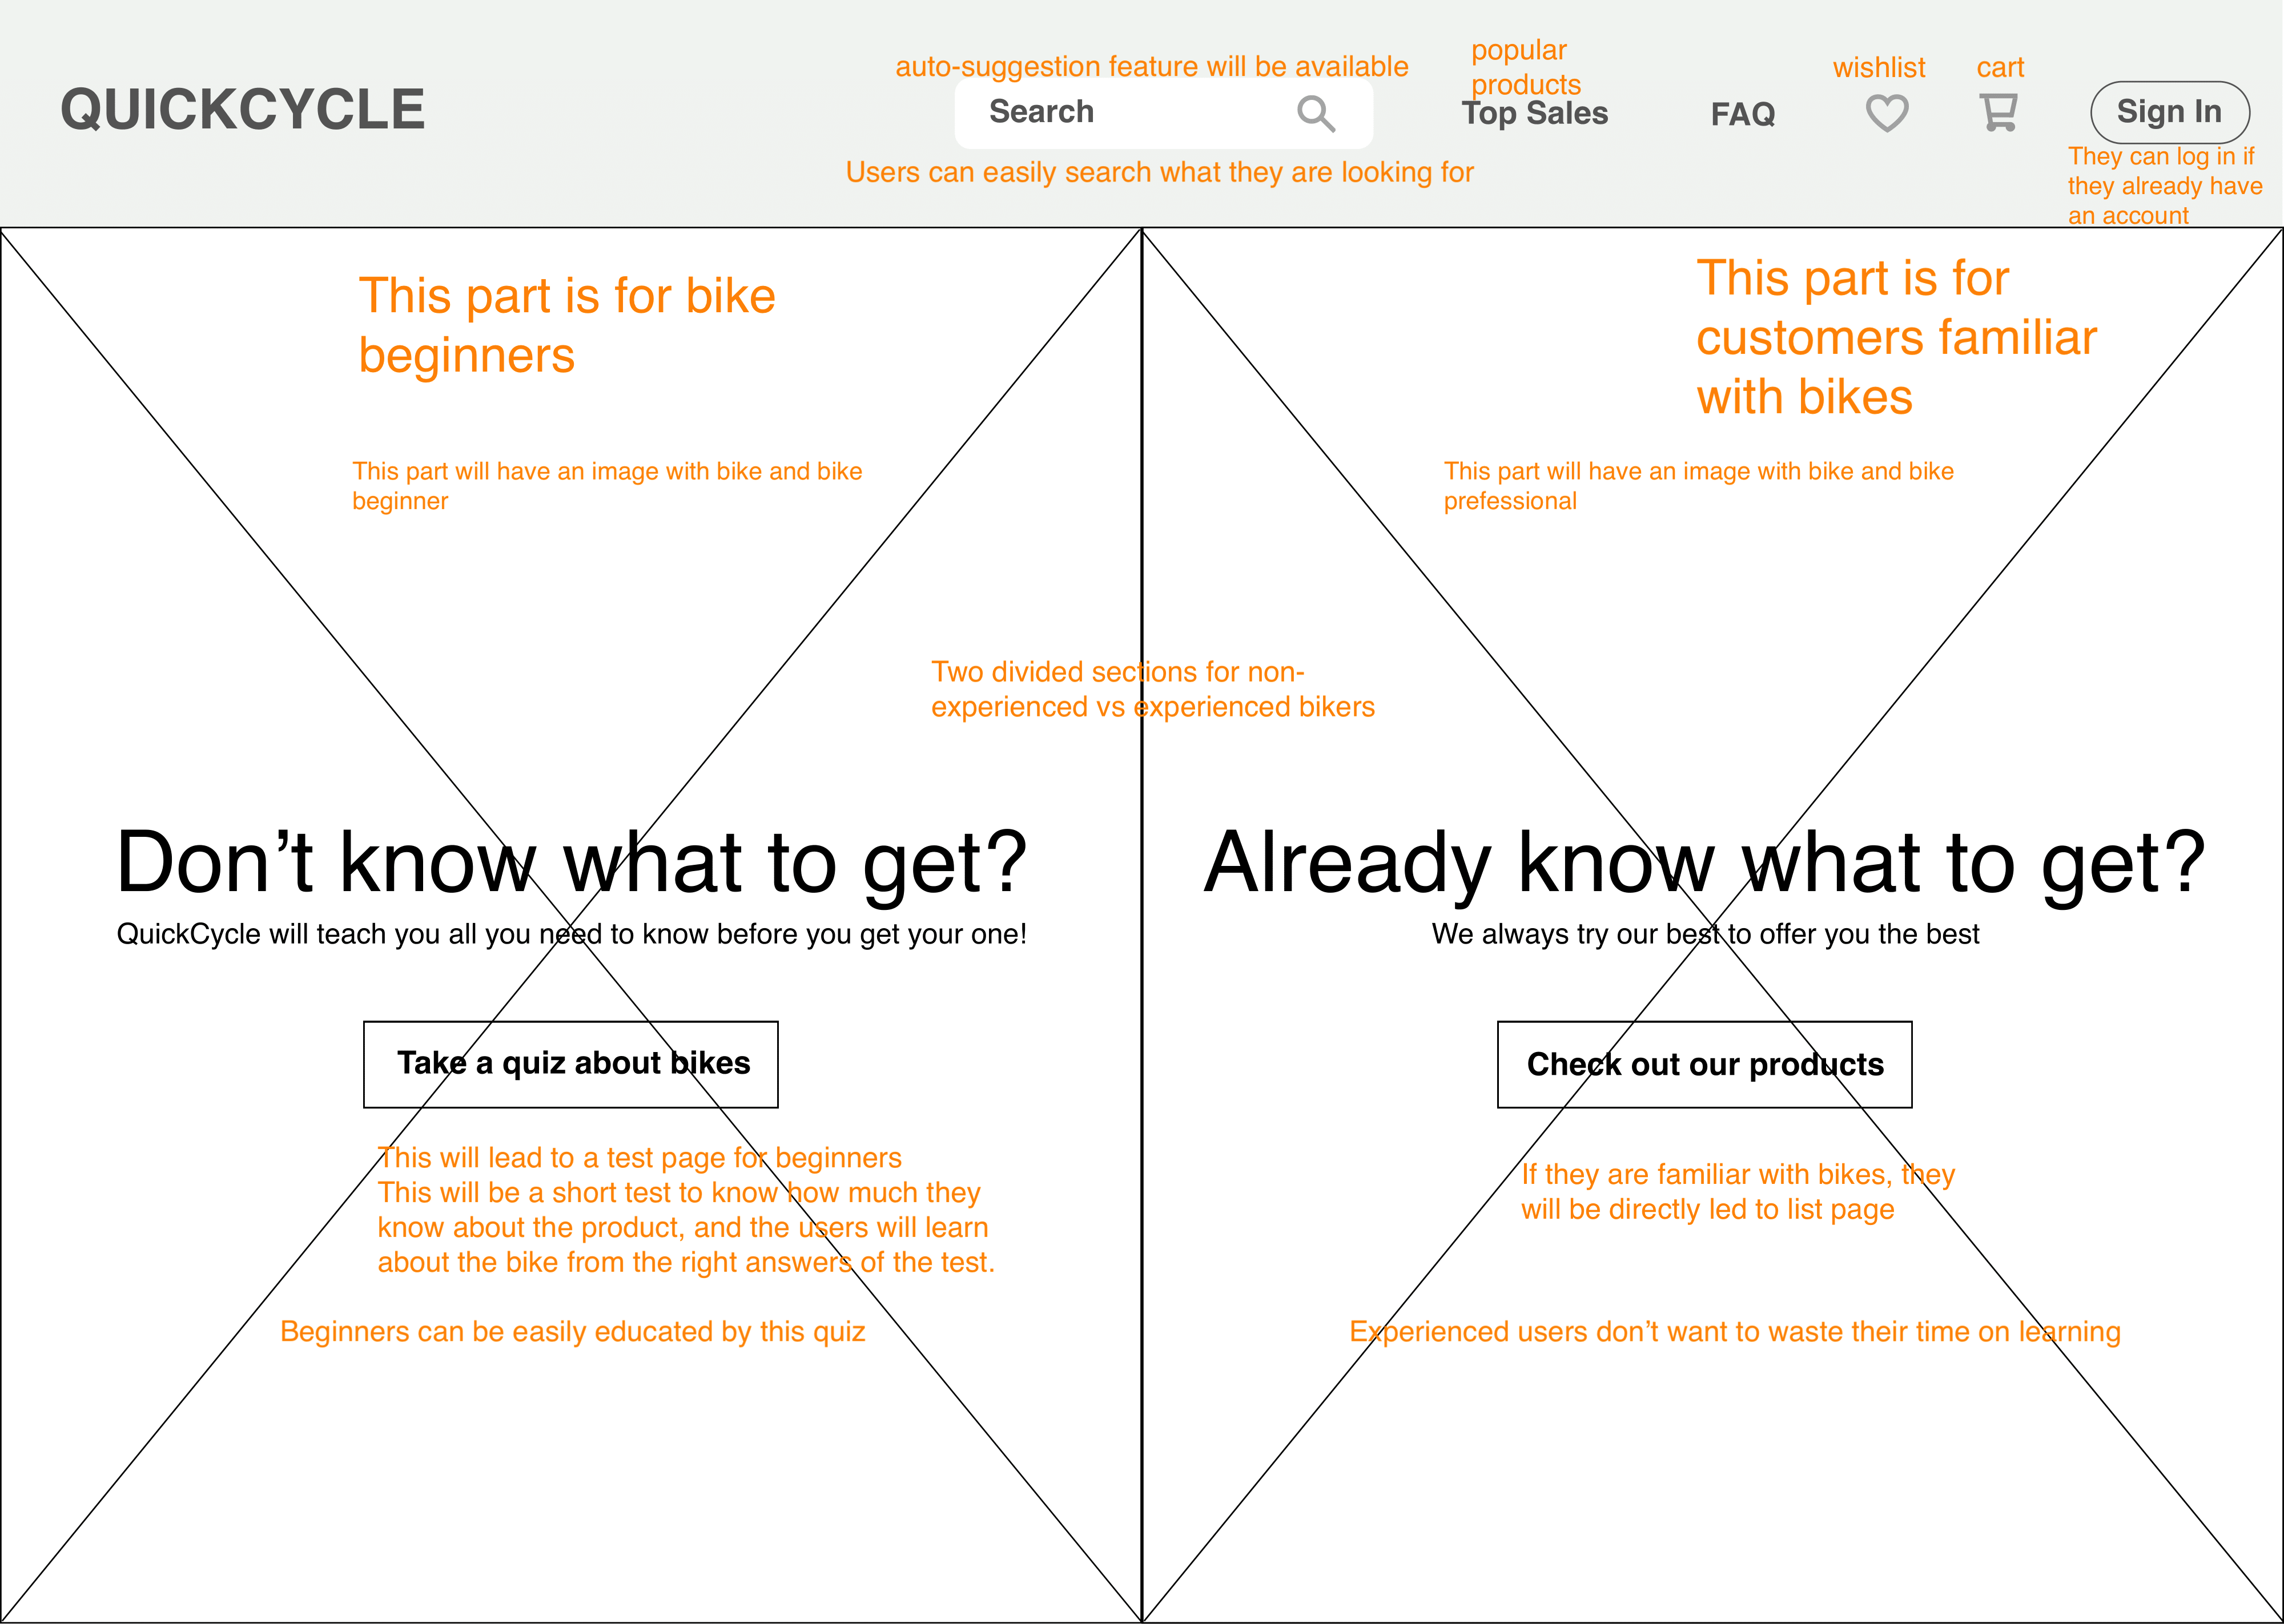 QUICKCYCLE
auto-suggestion feature will be available
Search
Users can easily search what they are looking for
popular
products
Top Sales
FAQ
wishlist
cart
Sign In
They can log in if
they already have
an account
This part is for bike
beginners
This part will have an image with bike and bike
beginner
This part is for
customers familiar
with bikes
This part will have an image with bike and bike
prefessional
Two divided sections for non-
experienced vs experienced bikers
Don’t know what to get?
QuickCycle will teach you all you need to know before you get your one!
Take a quiz about bikes
This will lead to a test page for beginners
This will be a short test to know how much they
know about the product, and the users will learn
about the bike from the right answers of the test.
Beginners can be easily educated by this quiz
Already know what to get?
We always try our best to offer you the best
Check out our products
If they are familiar with bikes, they
will be directly led to list page
Experienced users don’t want to waste their time on learning